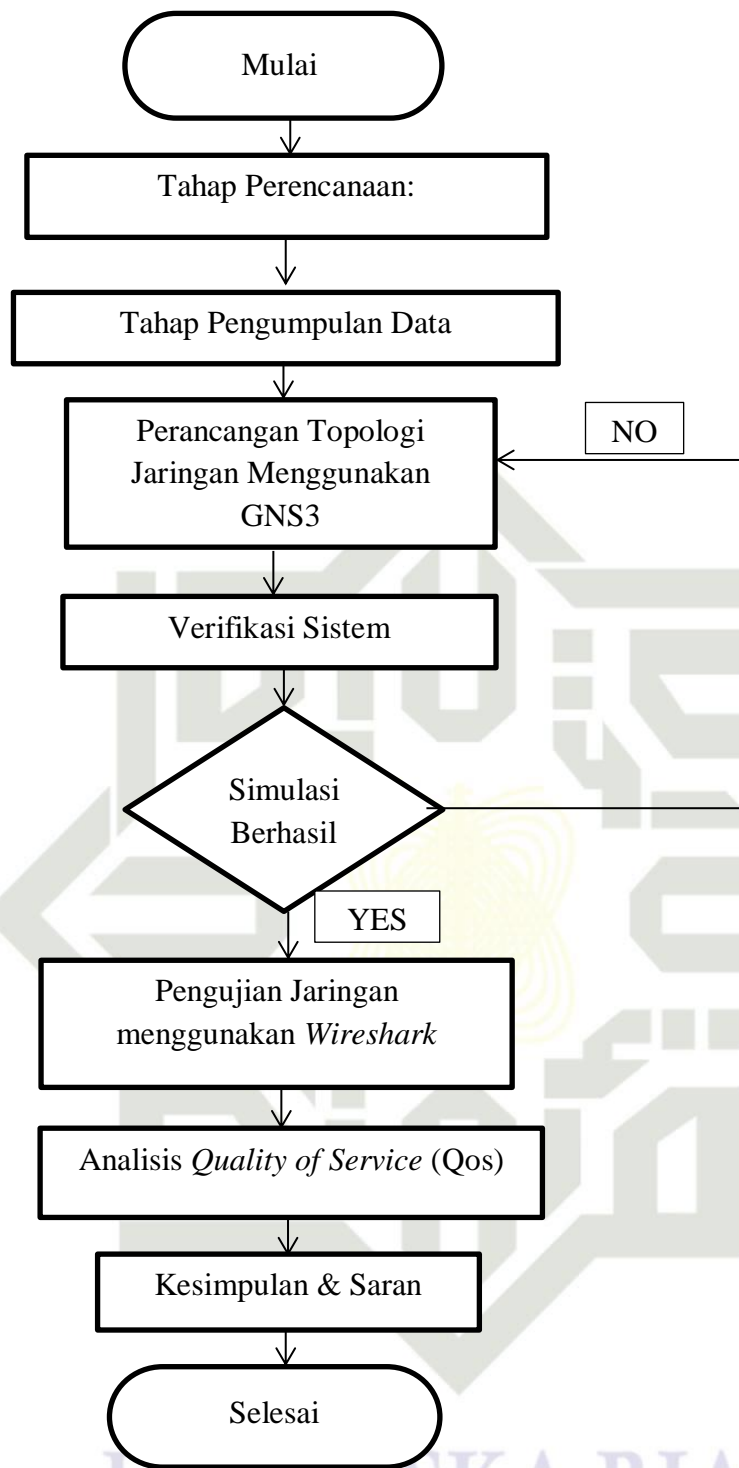 Mulai
Tahap Perencanaan:
Tahap Pengumpulan Data
Perancangan Topologi
Jaringan Menggunakan
GNS3
NO
Verifikasi Sistem
Simulasi
Berhasil
YES
Pengujian Jaringan
menggunakan Wireshark
Analisis Quality of Service (Qos)
Kesimpulan & Saran
Selesai